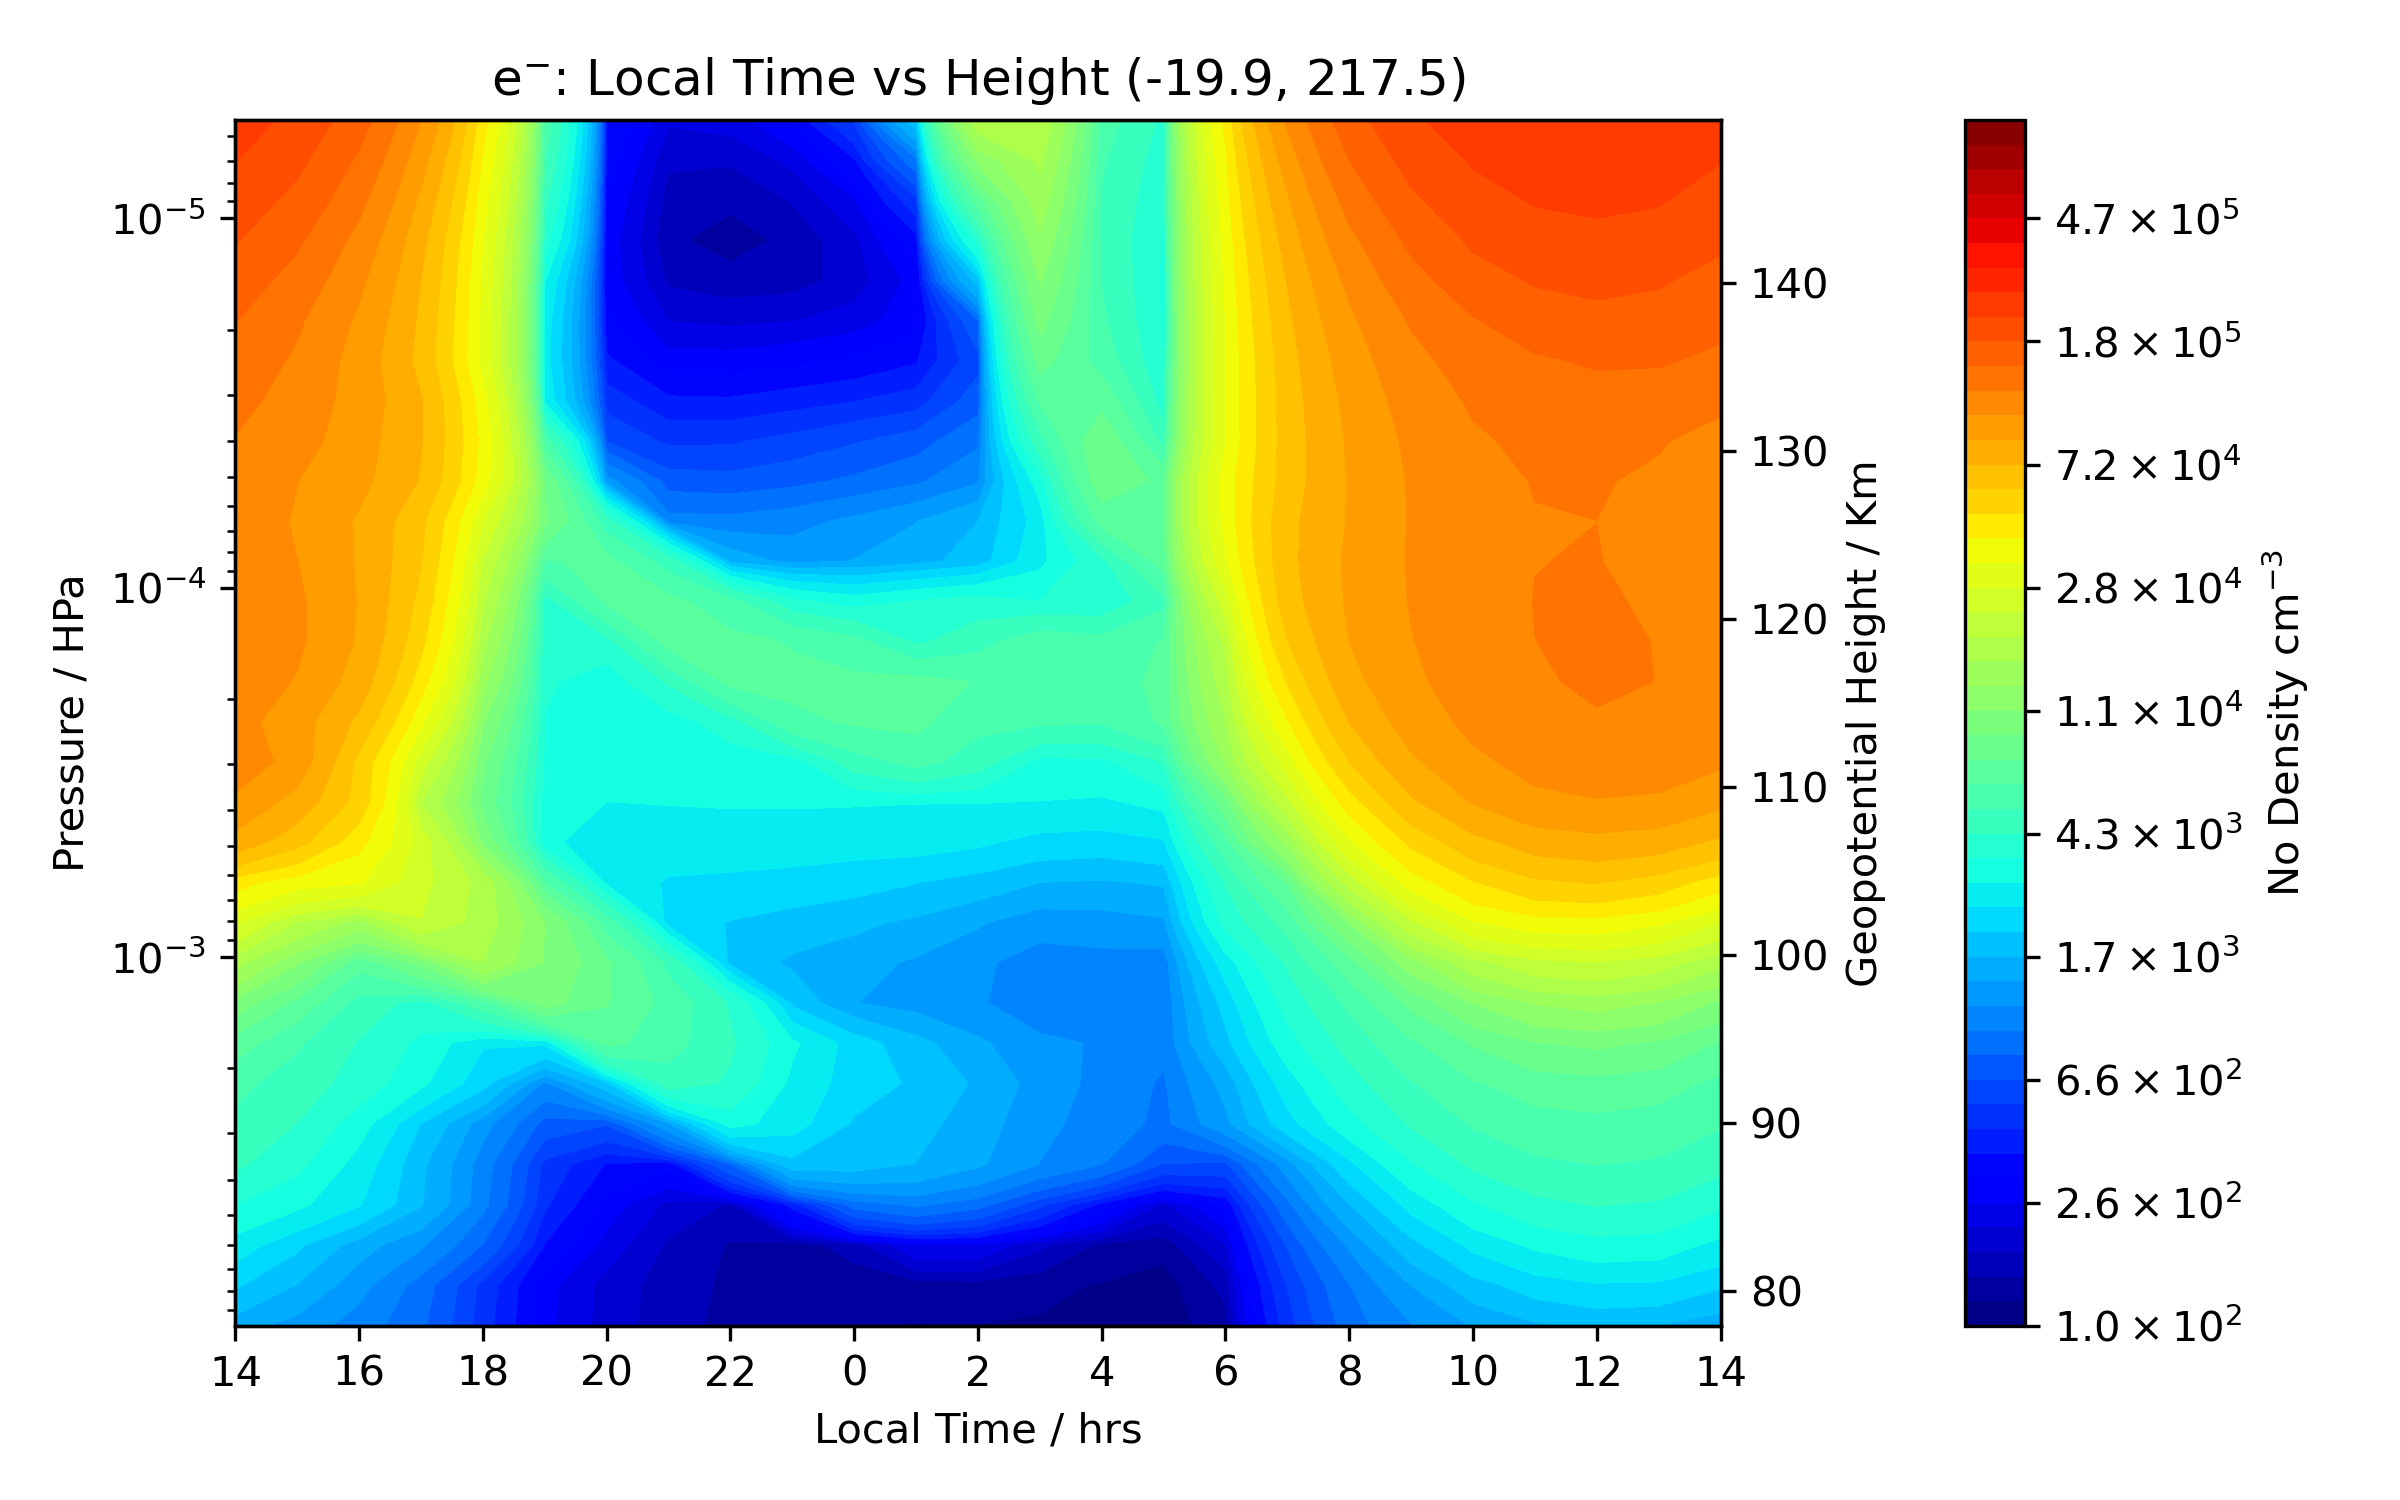 e⁻: Local Time vs Height (-19.9, 217.5)
10⁻⁵
10⁻⁴
10⁻³
Pressure / HPa
14 16 18 20 22 0 2 4 6 8 10 12 14
Local Time / hrs
140
130
120
110
100
90
80
Geopotential Height / Km
4.7 × 10⁵
1.8 × 10⁵
7.2 × 10⁴
2.8 × 10⁴
1.1 × 10⁴
4.3 × 10³
1.7 × 10³
6.6 × 10²
2.6 × 10²
1.0 × 10²
No Density cm⁻³